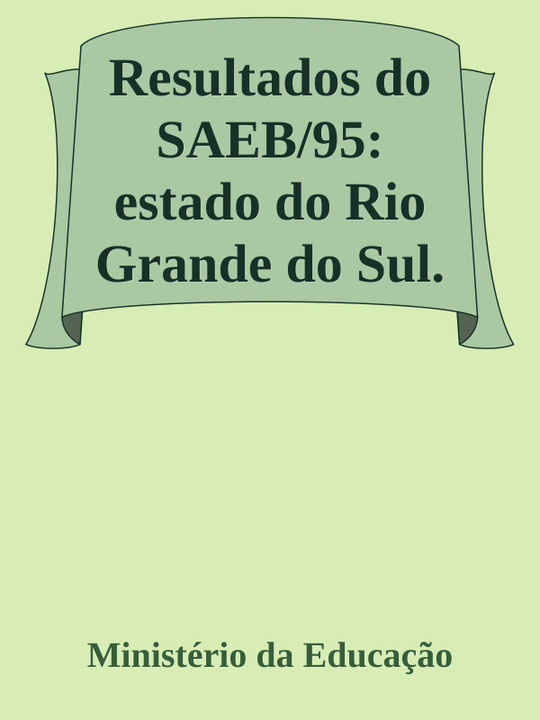 Resultados do
SAEB/95:
estado do Rio
Grande do Sul.
Ministério da Educação